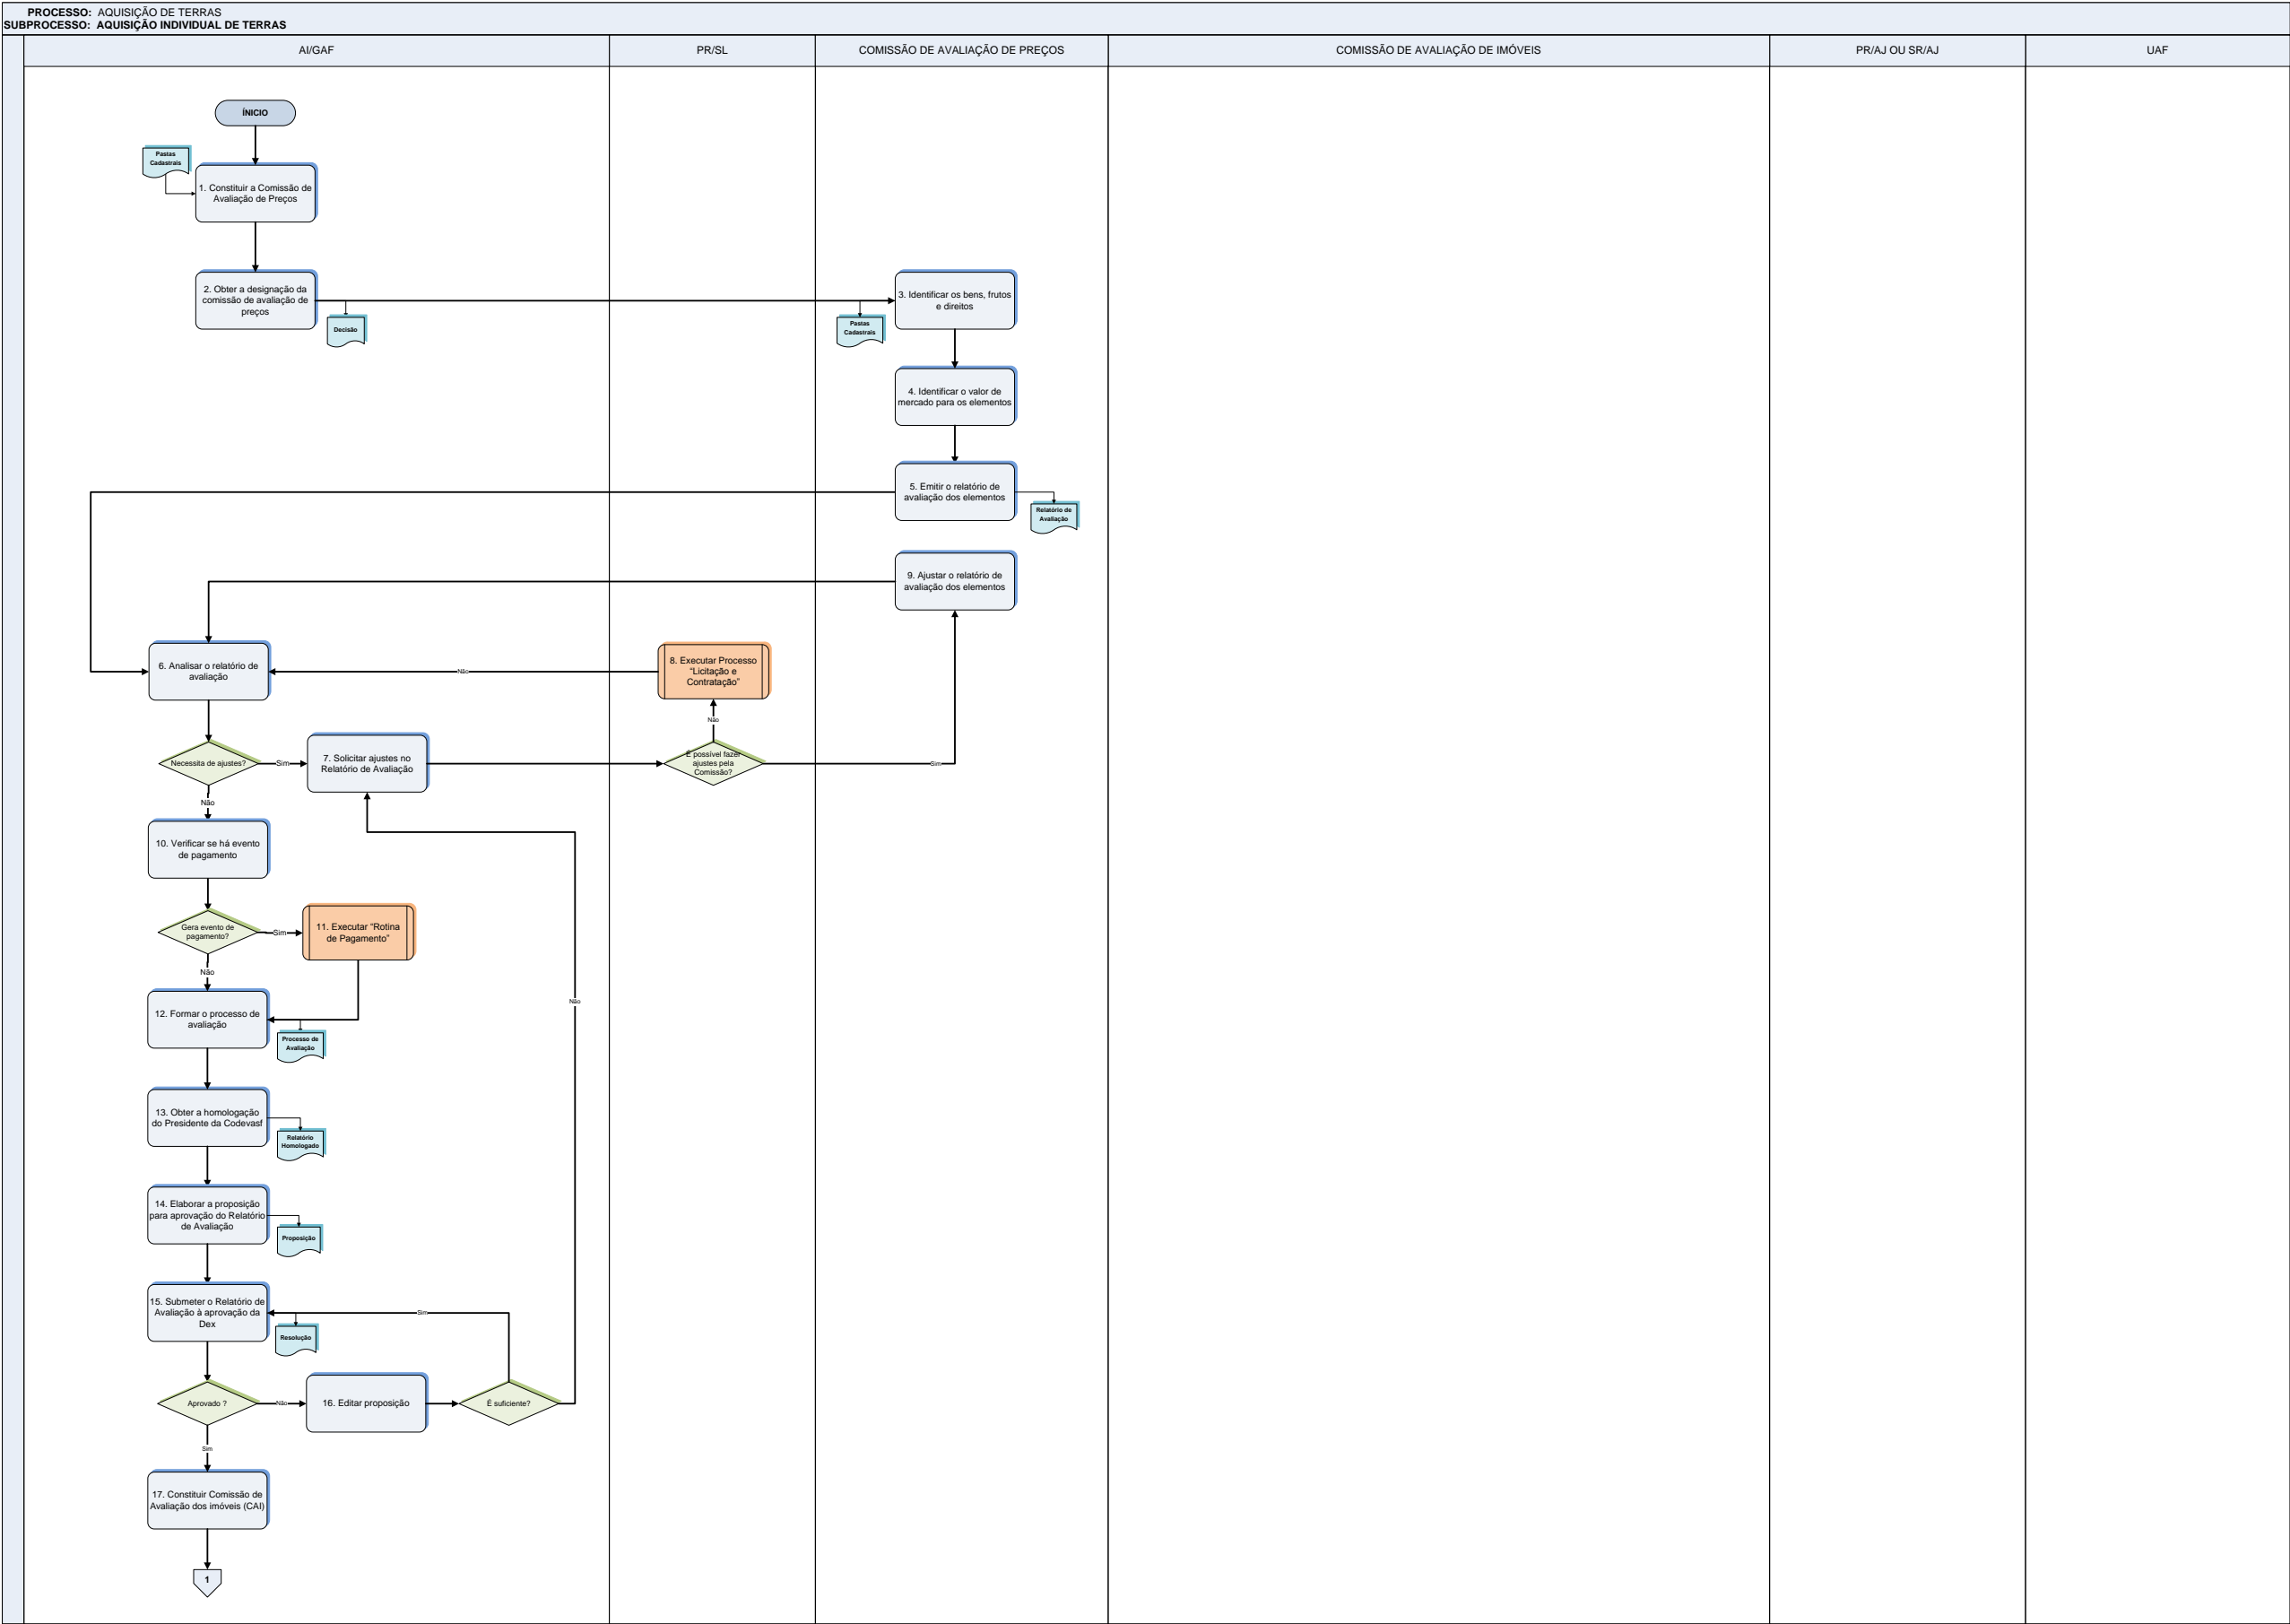 PROCESSO: AQUISIÇÃO DE TERRAS
SUBPROCESSO: AQUISIÇÃO INDIVIDUAL DE TERRAS
AI/GAF
PR/SL
COMISSÃO DE AVALIAÇÃO DE PREÇOS
COMISSÃO DE AVALIAÇÃO DE IMÓVEIS
PR/AJ OU SR/AJ
UAF
ÍNICIO
Pastas
Cadastrais
1. Constituir a Comissão de
Avaliação de Preços
2. Obter a designação da
comissão de avaliação de
preços
Decisão
Pastas
Cadastrais
3. Identificar os bens, frutos
e direitos
4. Identificar o valor de
mercado para os elementos
5. Emitir o relatório de
avaliação dos elementos
Relatório de
Avaliação
9. Ajustar o relatório de
avaliação dos elementos
6. Analisar o relatório de
avaliação
Não
8. Executar Processo
“Licitação e
Contratação”
Não
Necessita de ajustes?
Sim
7. Solicitar ajustes no
Relatório de Avaliação
É possível fazer
ajustes pela
Comissão?
Sim
Não
10. Verificar se há evento
de pagamento
Gera evento de
pagamento?
Sim
11. Executar “Rotina
de Pagamento”
Não
Não
12. Formar o processo de
avaliação
Processo de
Avaliação
13. Obter a homologação
do Presidente da Codevasf
Relatório
Homologado
14. Elaborar a proposição
para aprovação do Relatório
de Avaliação
Proposição
15. Submeter o Relatório de
Avaliação à aprovação da
Dex
Sim
Resolução
Aprovado ?
Não
16. Editar proposição
É suficiente?
Sim
17. Constituir Comissão de
Avaliação dos imóveis (CAI)
1